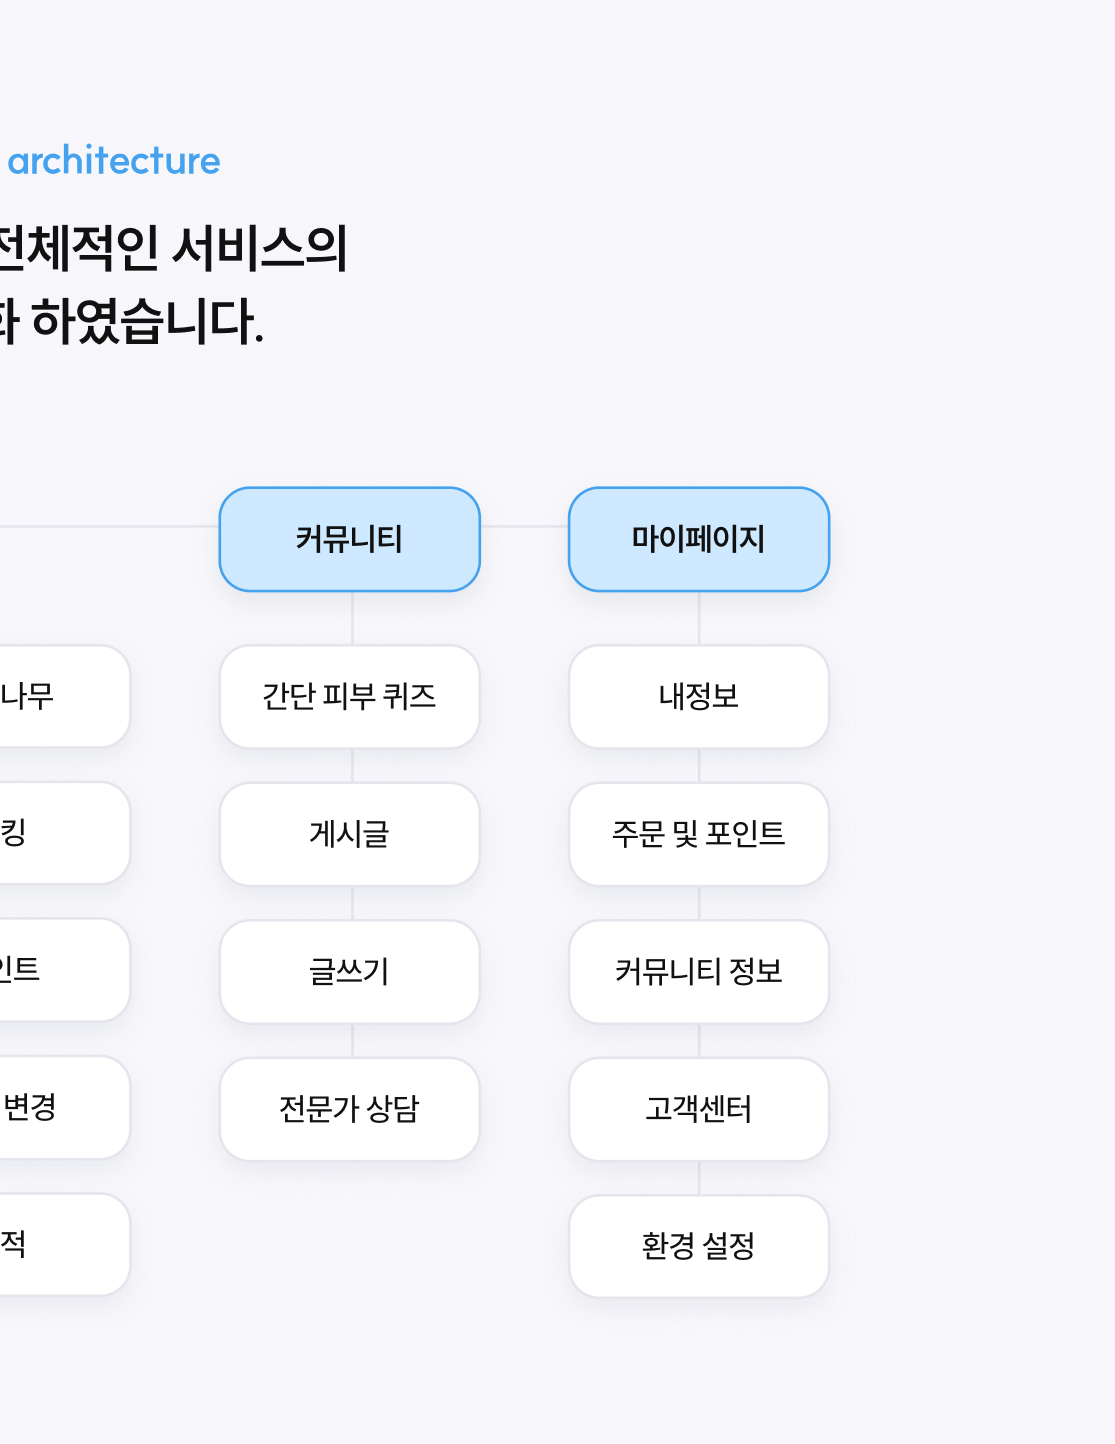 architecture
전체적인 서비스의
하였습니다.
커뮤니티
마이페이지
나무
간단 피부 퀴즈
내정보
킹
게시글
주문 및 포인트
인트
글쓰기
커뮤니티 정보
변경
전문가 상담
고객센터
적
환경 설정